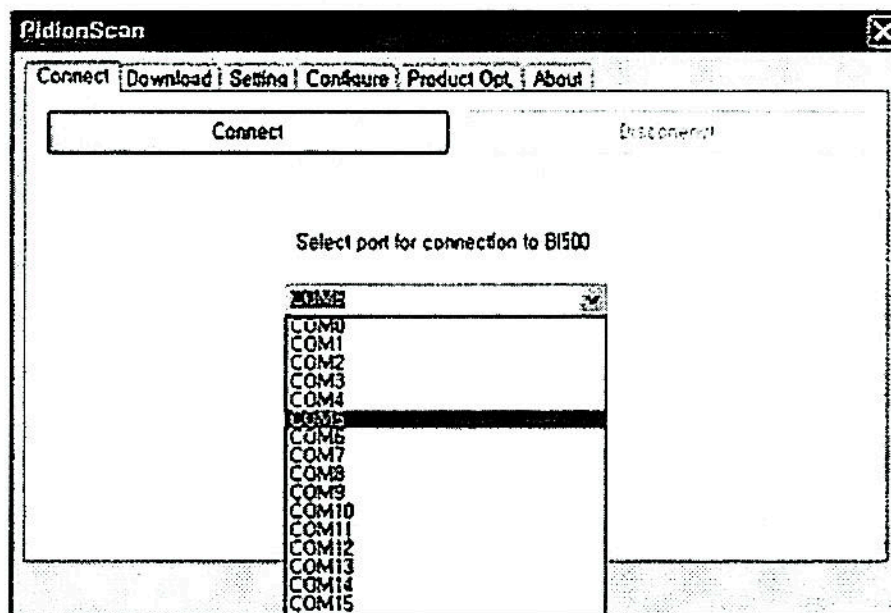 PidionScan
Connect Download Setting Configure Product Opt. About
Connect Disconnect
Select port for connection to BI500
COM0
COM1
COM2
COM3
COM4
COM5
COM6
COM7
COM8
COM9
COM10
COM11
COM12
COM13
COM14
COM15